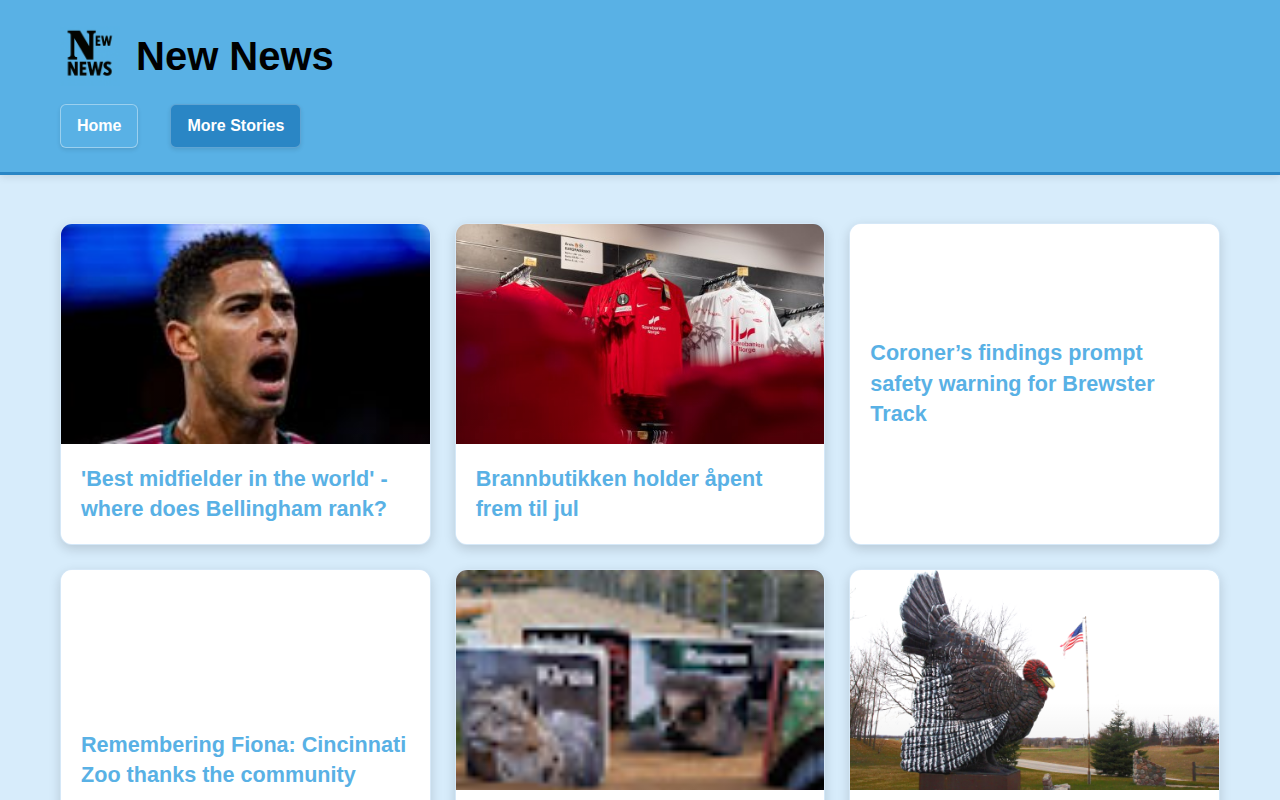 NEW
NEWS
New News
Home
More Stories
'Best midfielder in the world' -
where does Bellingham rank?
Brannbutikken holder åpent
frem til jul
Coroner’s findings prompt
safety warning for Brewster
Track
Remembering Fiona: Cincinnati
Zoo thanks the community